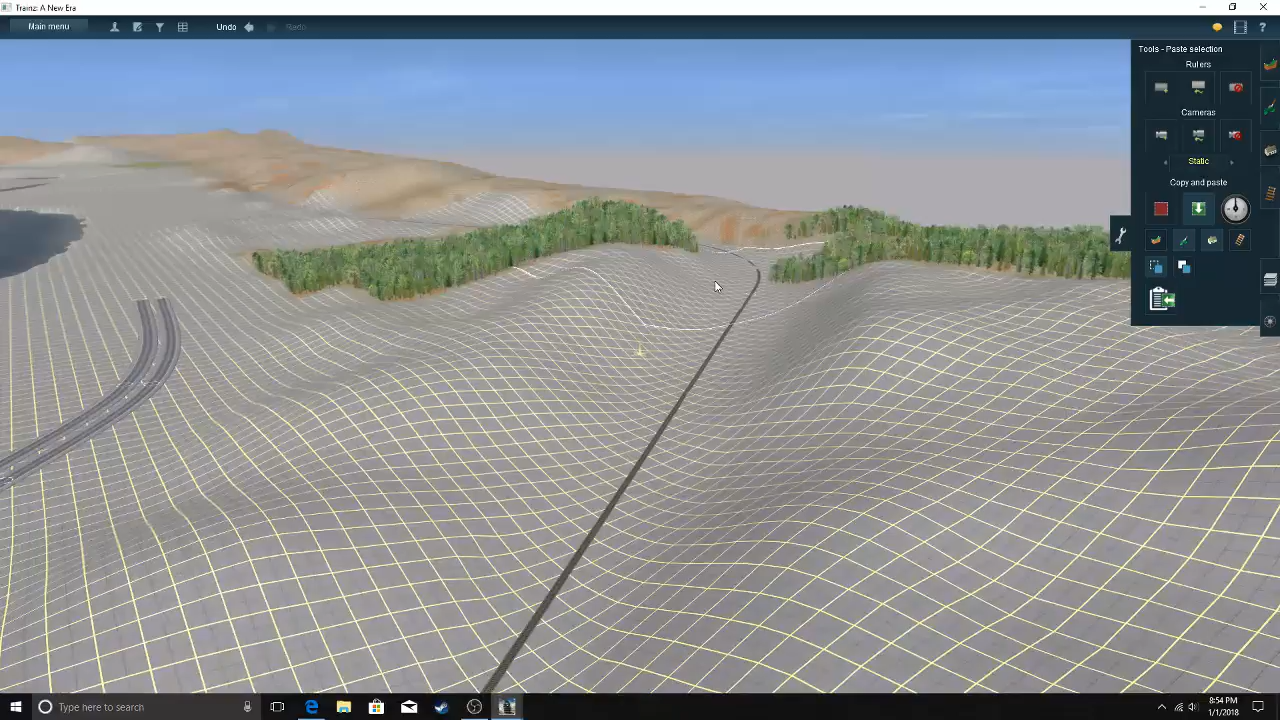 Trainz: A New Era
Main menu
Undo
Redo
Tools - Paste selection
Rulers
Cameras
Static
Copy and paste
Type here to search
8:54 PM
1/1/2018